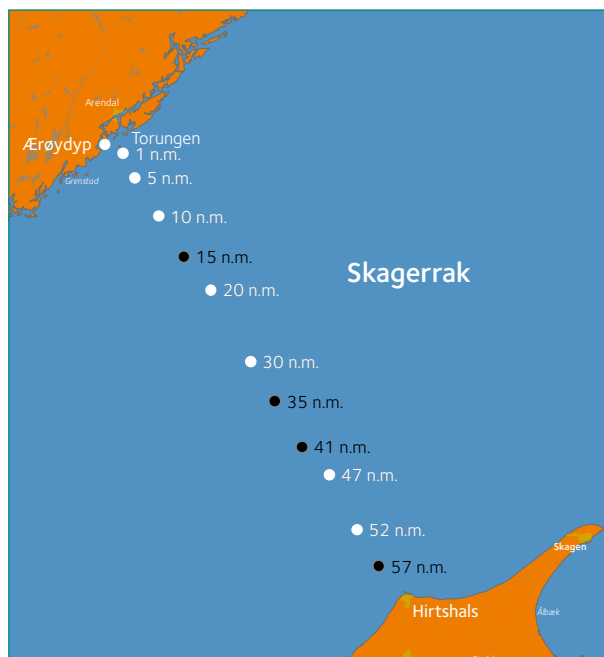 Arendal
Ærøydyp
Torungen
1 n.m.
Grimstad
5 n.m.
10 n.m.
15 n.m.
Skagerrak
20 n.m.
30 n.m.
35 n.m.
41 n.m.
47 n.m.
52 n.m.
Skagen
57 n.m.
Hirtshals
Ålbæk